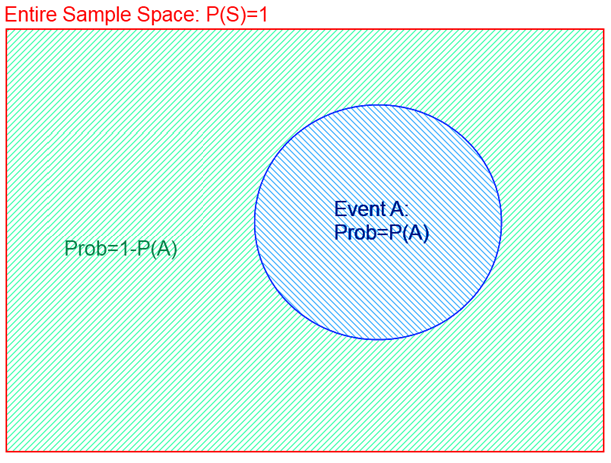 Entire Sample Space: P(S)=1
Event A:
Prob=P(A)
Prob=1-P(A)